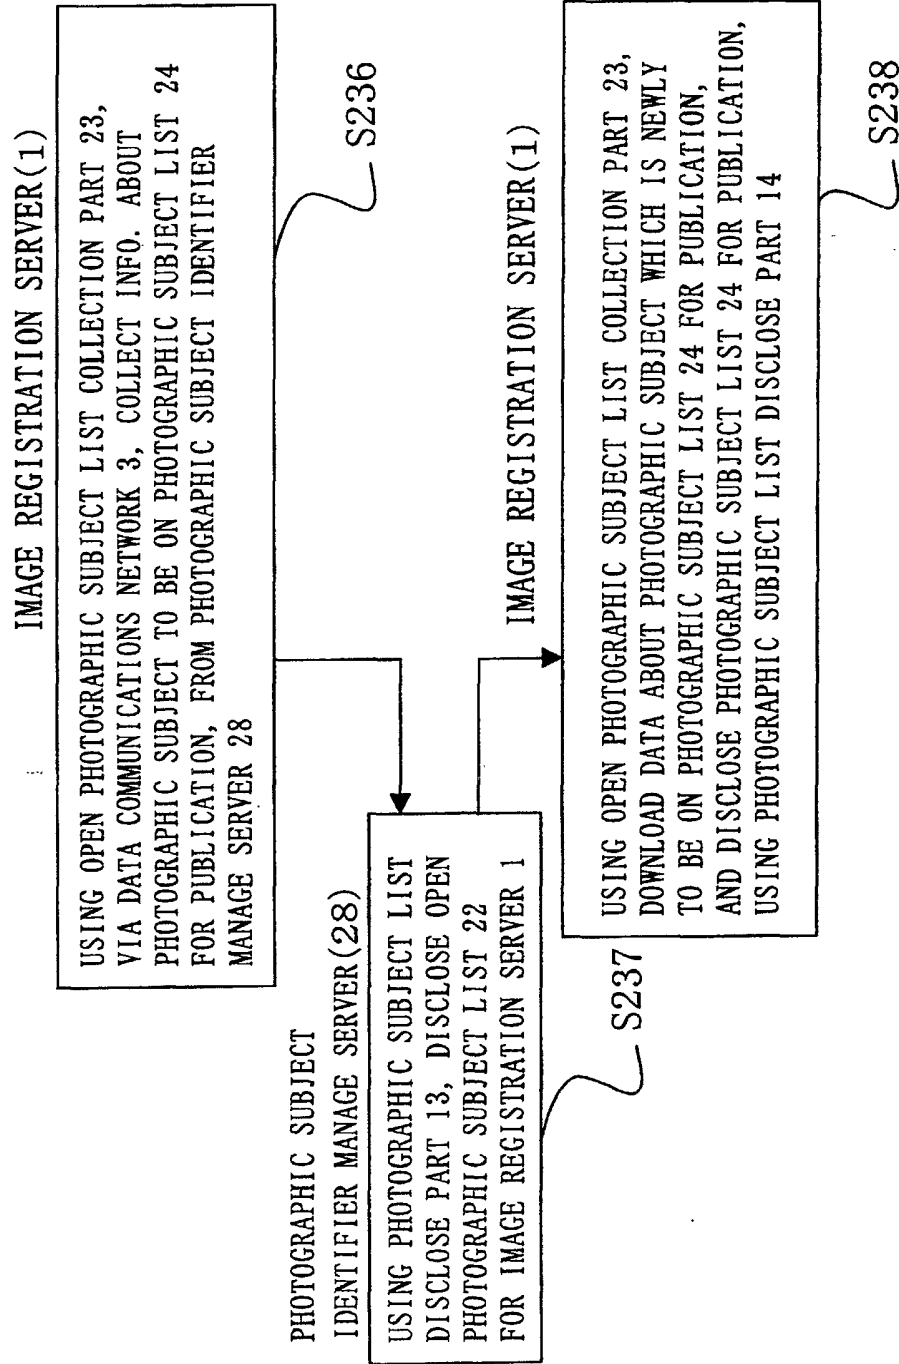 IMAGE REGISTRATION SERVER(1)
USING OPEN PHOTOGRAPHIC SUBJECT LIST COLLECTION PART 23,
VIA DATA COMMUNICATIONS NETWORK 3, COLLECT INFO. ABOUT
PHOTOGRAPHIC SUBJECT TO BE ON PHOTOGRAPHIC SUBJECT LIST 24
FOR PUBLICATION, FROM PHOTOGRAPHIC SUBJECT IDENTIFIER
MANAGE SERVER 28
S236
PHOTOGRAPHIC SUBJECT
IDENTIFIER MANAGE SERVER(28)
USING PHOTOGRAPHIC SUBJECT LIST
DISCLOSE PART 13, DISCLOSE OPEN
PHOTOGRAPHIC SUBJECT LIST 22
FOR IMAGE REGISTRATION SERVER 1
S237
IMAGE REGISTRATION SERVER(1)
USING OPEN PHOTOGRAPHIC SUBJECT LIST COLLECTION PART 23,
DOWNLOAD DATA ABOUT PHOTOGRAPHIC SUBJECT WHICH IS NEWLY
TO BE ON PHOTOGRAPHIC SUBJECT LIST 24 FOR PUBLICATION,
AND DISCLOSE PHOTOGRAPHIC SUBJECT LIST 24 FOR PUBLICATION,
USING PHOTOGRAPHIC SUBJECT LIST DISCLOSE PART 14
S238